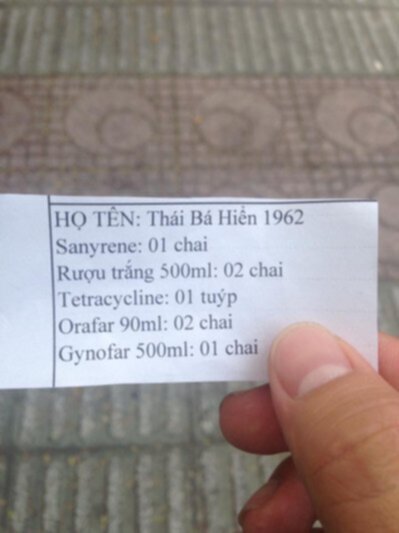 HỌ TÊN: Thái Bá Hiển 1962
Sanyrene: 01 chai
Rượu trắng 500ml: 02 chai
Tetracycline: 01 tuýp
Orafar 90ml: 02 chai
Gynofar 500ml: 01 chai